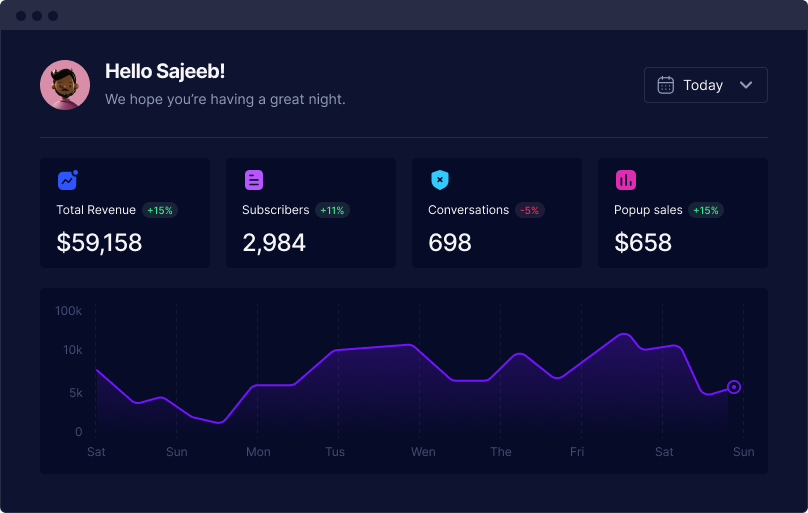 Hello Sajeeb!
We hope you’re having a great night.
Today
Total Revenue +15%
$59,158
Subscribers +11%
2,984
Conversations -5%
698
Popup sales +15%
$658
100k
10k
5k
0
Sat Sun Mon Tus Wen The Fri Sat Sun